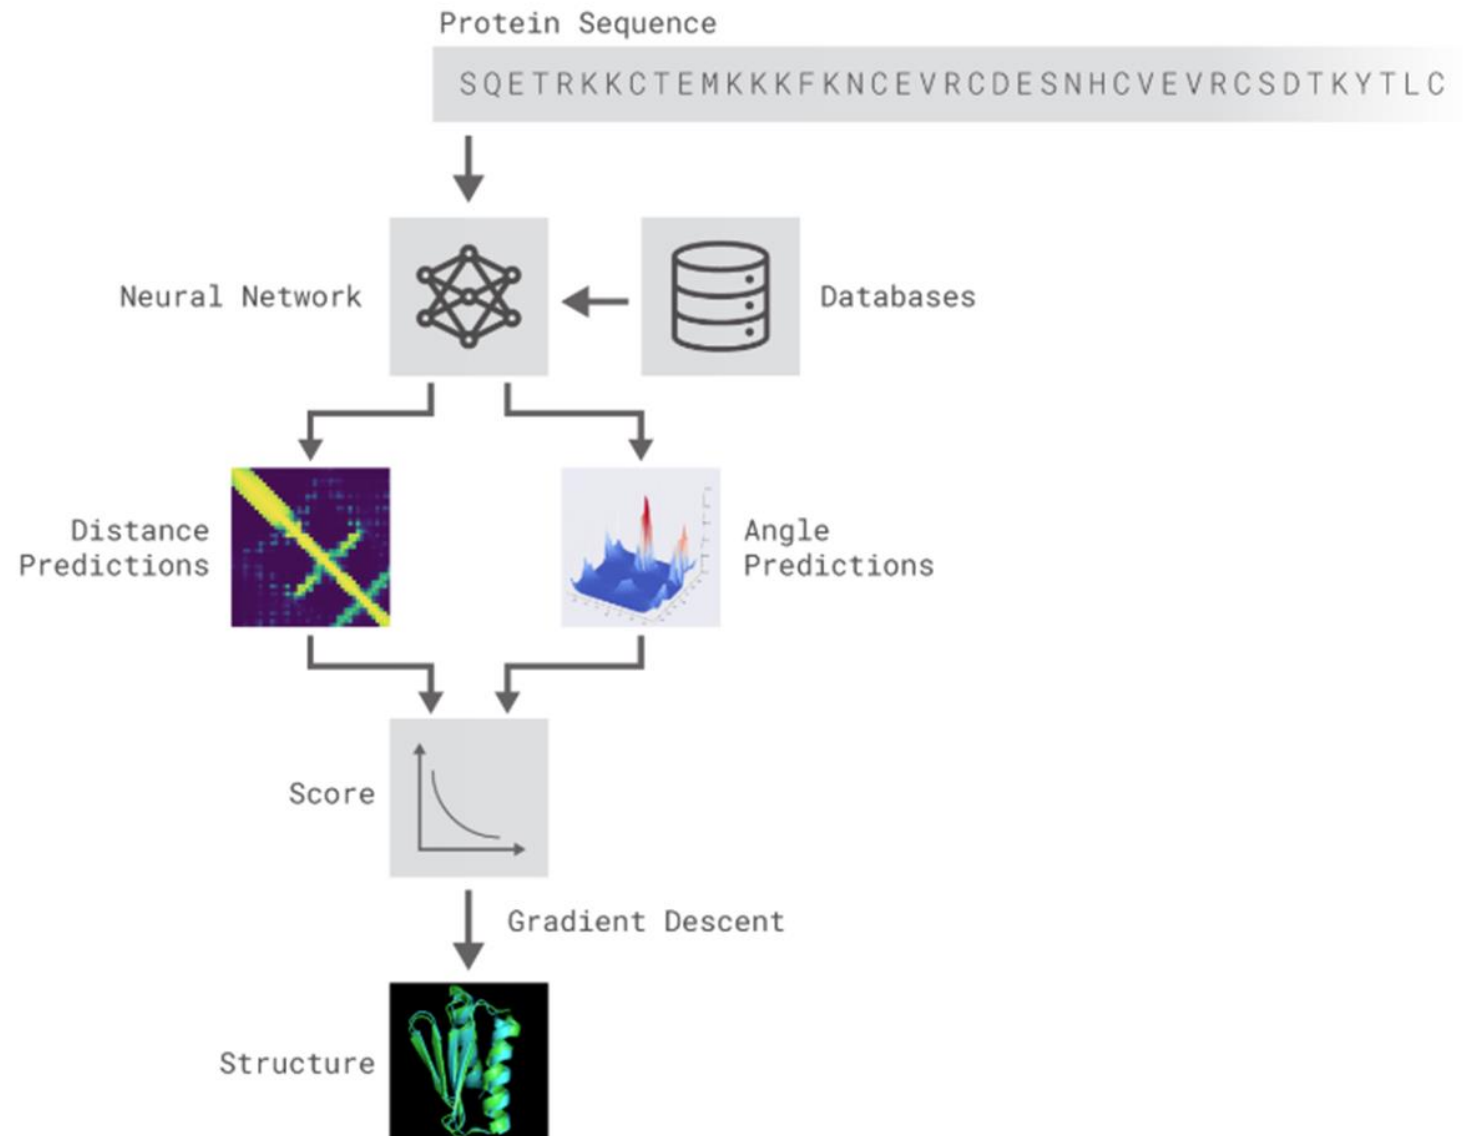 Protein Sequence
SQETRKKCTEMKKKFKNCEVRCDESNHCVEVRCSDTKYTLC
Neural Network
Databases
Distance
Predictions
Angle
Predictions
Score
Gradient Descent
Structure